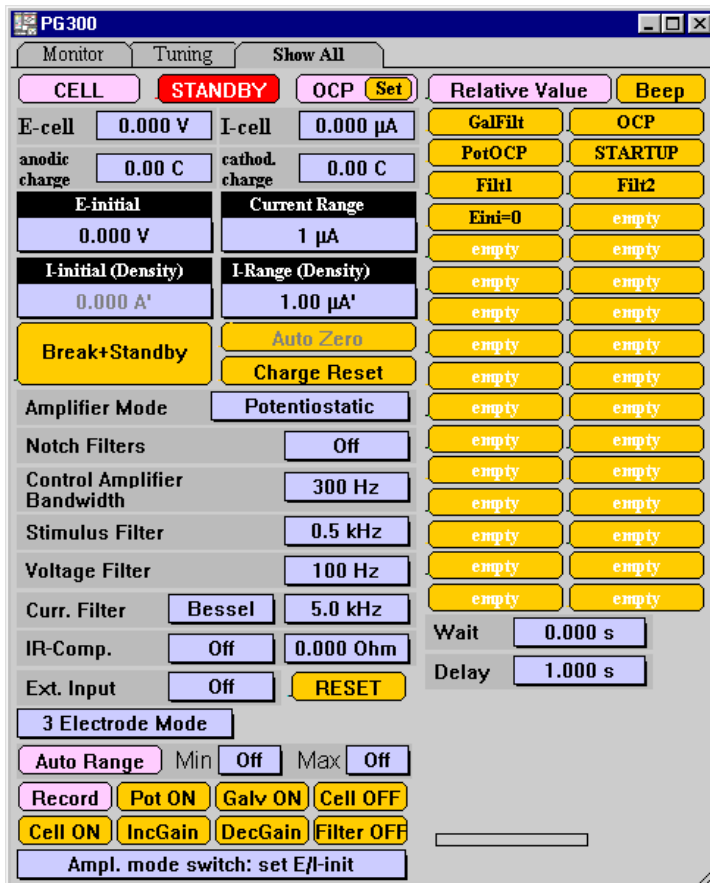 PG300
Monitor Tuning Show All
CELL STANDBY OCP Set Relative Value Beep
E-cell 0.000 V I-cell 0.000 µA
anodic charge 0.00 C cathod. charge 0.00 C
E-initial Current Range
0.000 V 1 µA
I-initial (Density) I-Range (Density)
0.000 A' 1.00 µA'
Break+Standby Auto Zero
Charge Reset
Amplifier Mode Potentiostatic
Notch Filters Off
Control Amplifier Bandwidth 300 Hz
Stimulus Filter 0.5 kHz
Voltage Filter 100 Hz
Curr. Filter Bessel 5.0 kHz
IR-Comp. Off 0.000 Ohm
Ext. Input Off RESET
3 Electrode Mode
Auto Range Min Off Max Off
Record Pot ON Galv ON Cell OFF
Cell ON IncGain DecGain Filter OFF
Ampl. mode switch: set E/I-init
GalFilt OCP
PotOCP STARTUP
Filt1 Filt2
Eini=0 empty
empty empty
empty empty
empty empty
empty empty
empty empty
empty empty
empty empty
empty empty
empty empty
empty empty
empty empty
empty empty
Wait 0.000 s
Delay 1.000 s